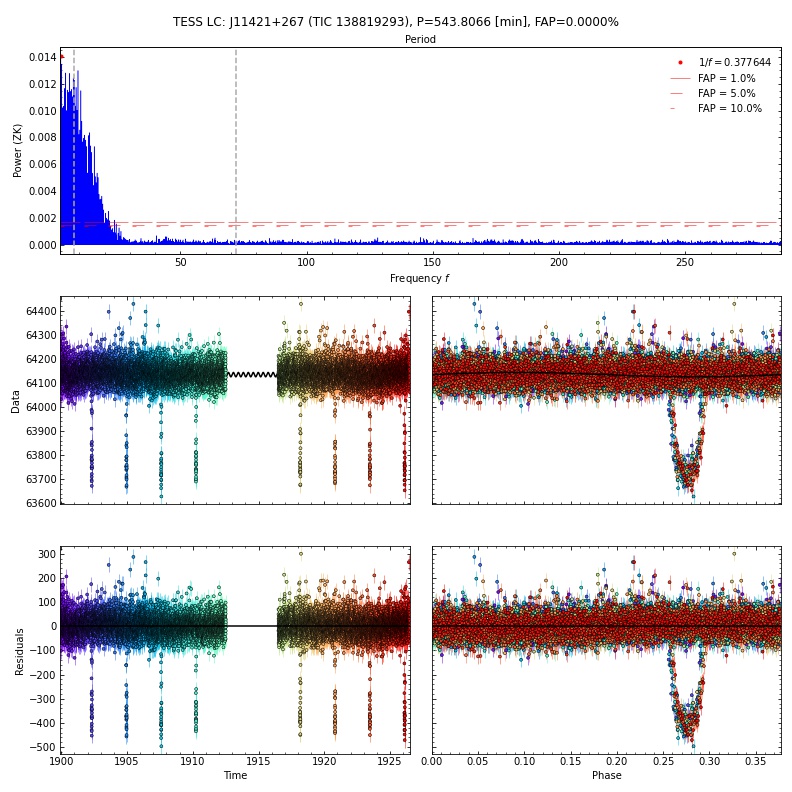 TESS LC: J11421+267 (TIC 138819293), P=543.8066 [min], FAP=0.0000%
Period
0.014
0.012
0.010
0.008
0.006
0.004
0.002
0.000
Power (ZK)
1/f = 0.377644
FAP = 1.0%
FAP = 5.0%
FAP = 10.0%
50 100 150 200 250
Frequency f
64400
64300
64200
64100
64000
63900
63800
63700
63600
Data
300
200
100
0
−100
−200
−300
−400
−500
Residuals
1900 1905 1910 1915 1920 1925
Time
0.00 0.05 0.10 0.15 0.20 0.25 0.30 0.35
Phase